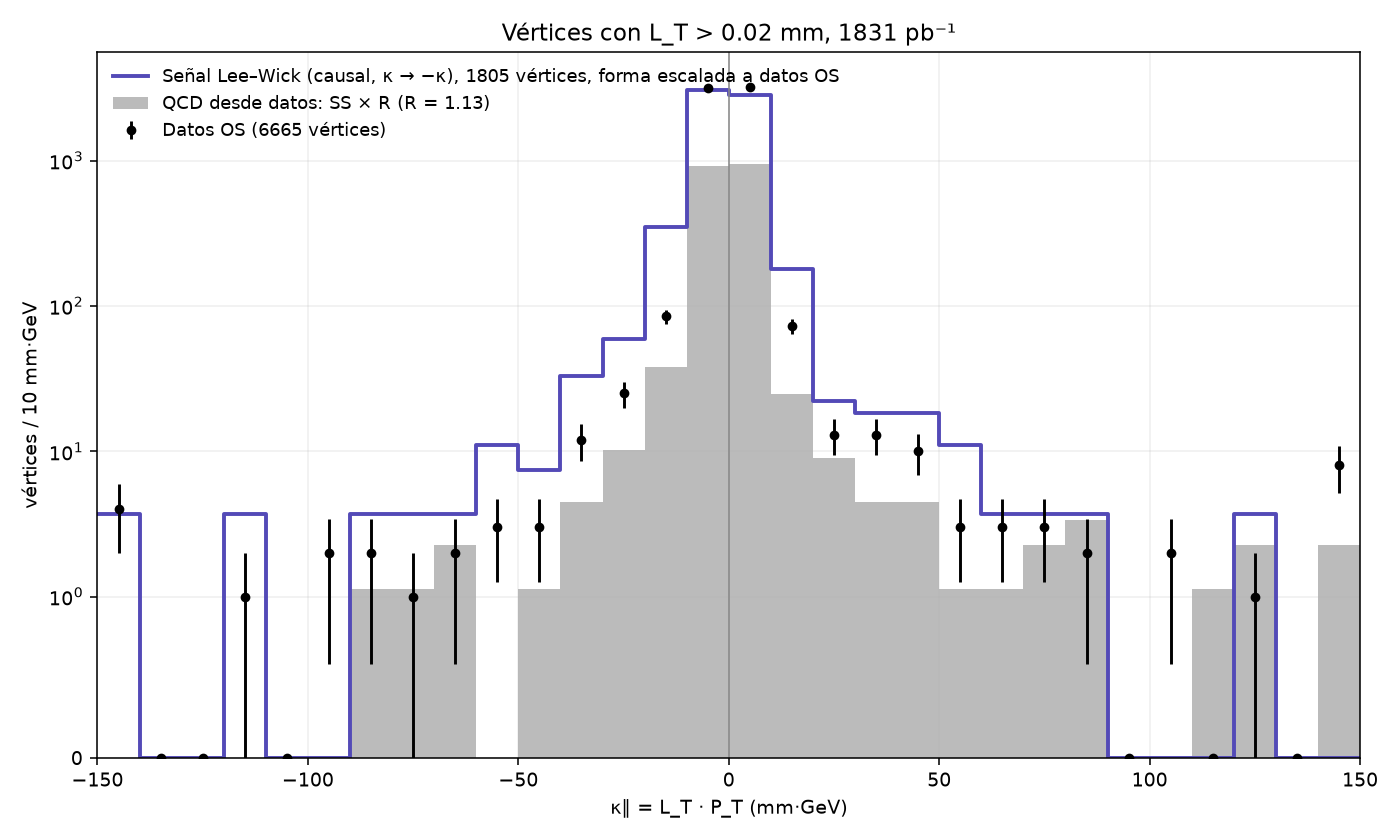 Vértices con L_T > 0.02 mm, 1831 pb⁻¹
Señal Lee–Wick (causal, κ → −κ), 1805 vértices, forma escalada a datos OS
QCD desde datos: SS × R (R = 1.13)
Datos OS (6665 vértices)
vértices / 10 mm·GeV
10³
10²
10¹
10⁰
0
−150
−100
−50
0
50
100
150
κ∥ = L_T · P_T (mm·GeV)